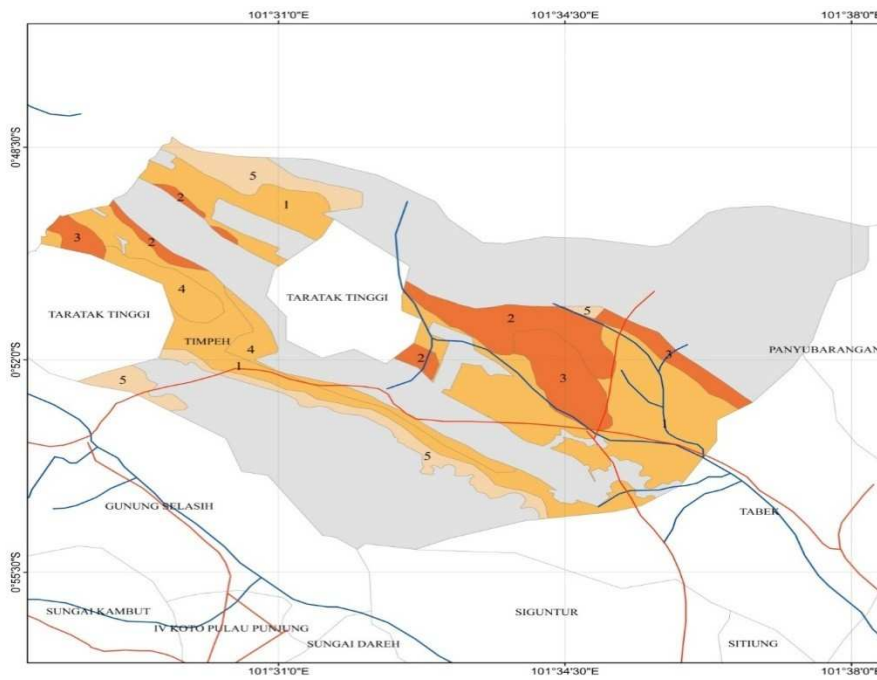 101°31'0"E
101°34'30"E
101°38'0"E
0°48'30"S
5
2
1
3
2
4
TARATAK TINGGI
TARATAK TINGGI
2
5
TIMPEH
4
2
3
PANYUBARANGAN
0°52'0"S
1
5
3
1
5
GUNUNG SELASIH
TABEK
0°55'30"S
SUNGAI KAMBUT
IV KOTO PULAU PUNJUNG
SUNGAI DAREH
SIGUNTUR
SITIUNG
101°31'0"E
101°34'30"E
101°38'0"E